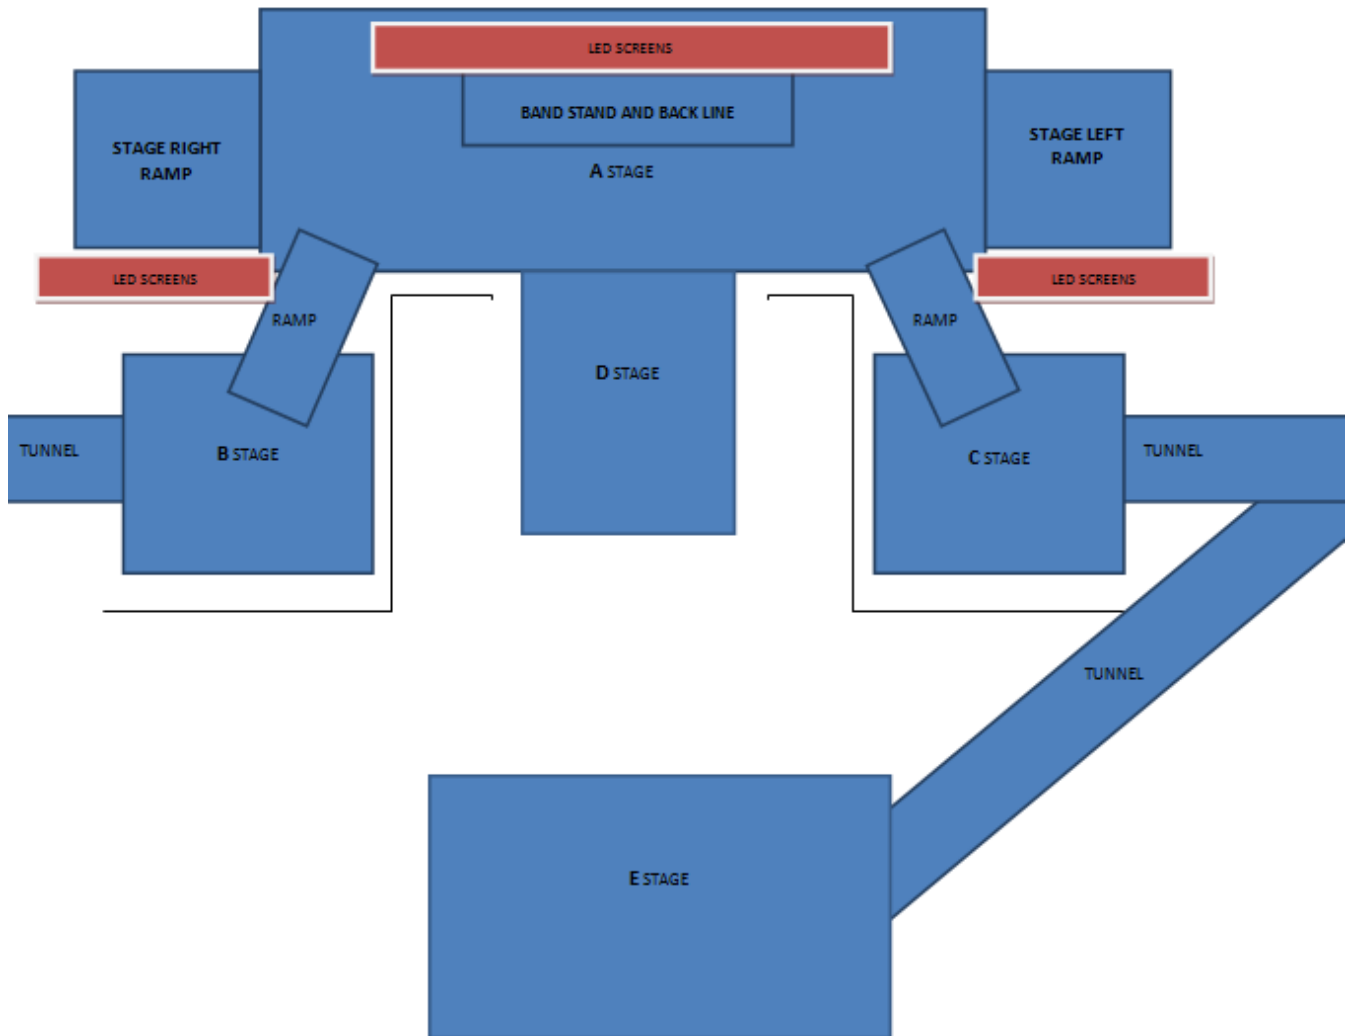 LED SCREENS
BAND STAND AND BACK LINE
STAGE RIGHT
RAMP
A STAGE
STAGE LEFT
RAMP
LED SCREENS
LED SCREENS
RAMP
RAMP
D STAGE
TUNNEL
B STAGE
C STAGE
TUNNEL
TUNNEL
E STAGE